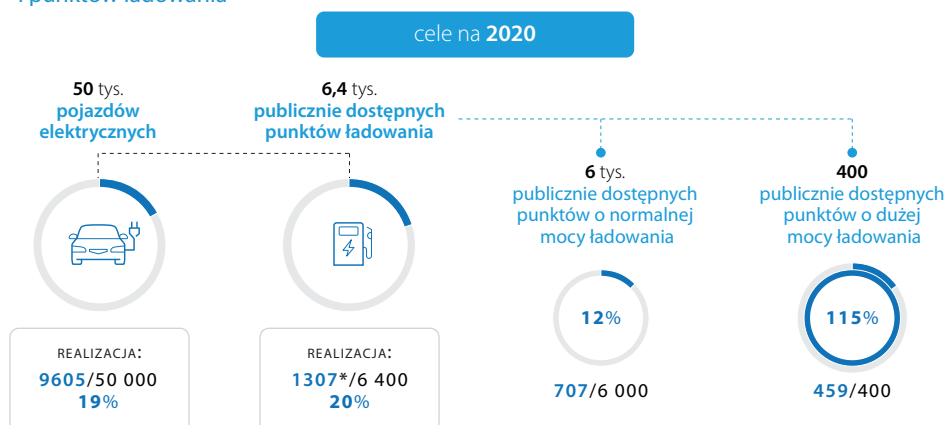 i punktów ładowania
cele na 2020
50 tys.
pojazdów
elektrycznych
6,4 tys.
publicznie dostępnych
punktów ładowania
6 tys.
publicznie dostępnych
punktów o normalnej
mocy ładowania
400
publicznie dostępnych
punktów o dużej
mocy ładowania
12%
115%
REALIZACJA:
9605/50 000
19%
REALIZACJA:
1307*/6 400
20%
707/6 000
459/400